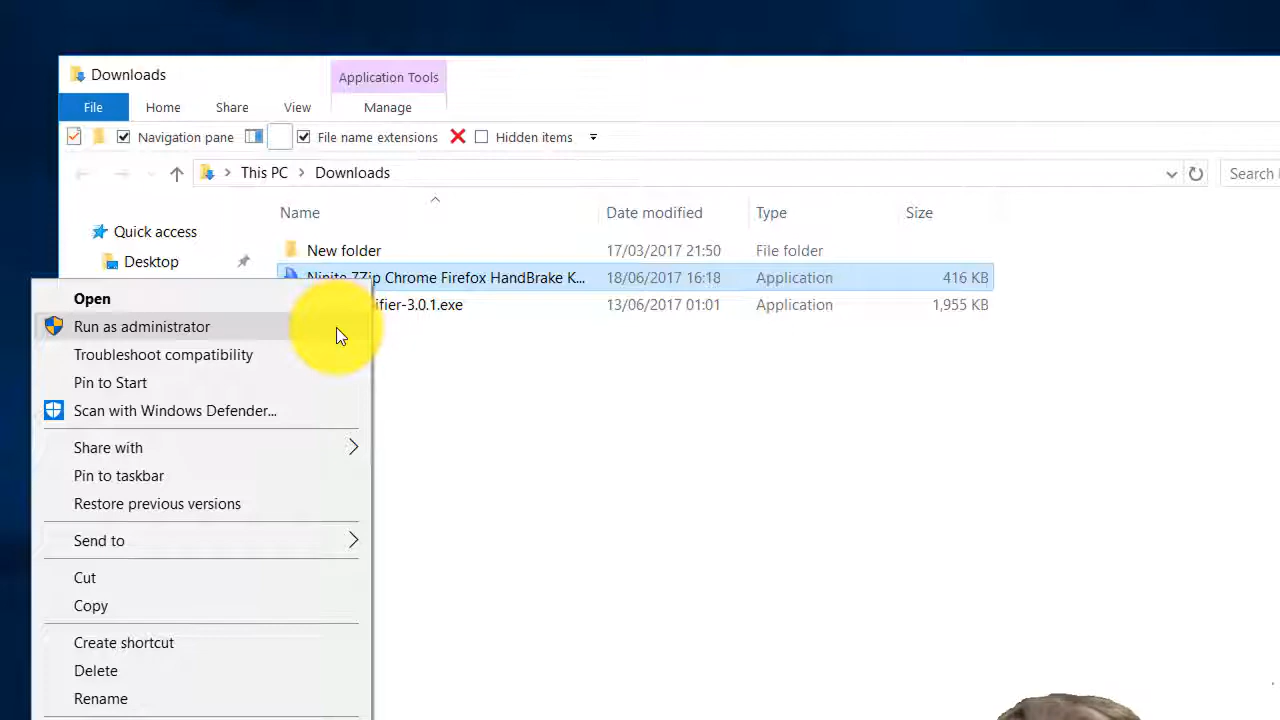 Downloads
Application Tools
File
Home
Share
View
Manage
Navigation pane
File name extensions
Hidden items
This PC > Downloads
Search
Name
Date modified
Type
Size
Quick access
Desktop
New folder
17/03/2017 21:50
File folder
Ninite 7Zip Chrome Firefox HandBrake K...
18/06/2017 16:18
Application
416 KB
ifier-3.0.1.exe
13/06/2017 01:01
Application
1,955 KB
Open
Run as administrator
Troubleshoot compatibility
Pin to Start
Scan with Windows Defender...
Share with
Pin to taskbar
Restore previous versions
Send to
Cut
Copy
Create shortcut
Delete
Rename